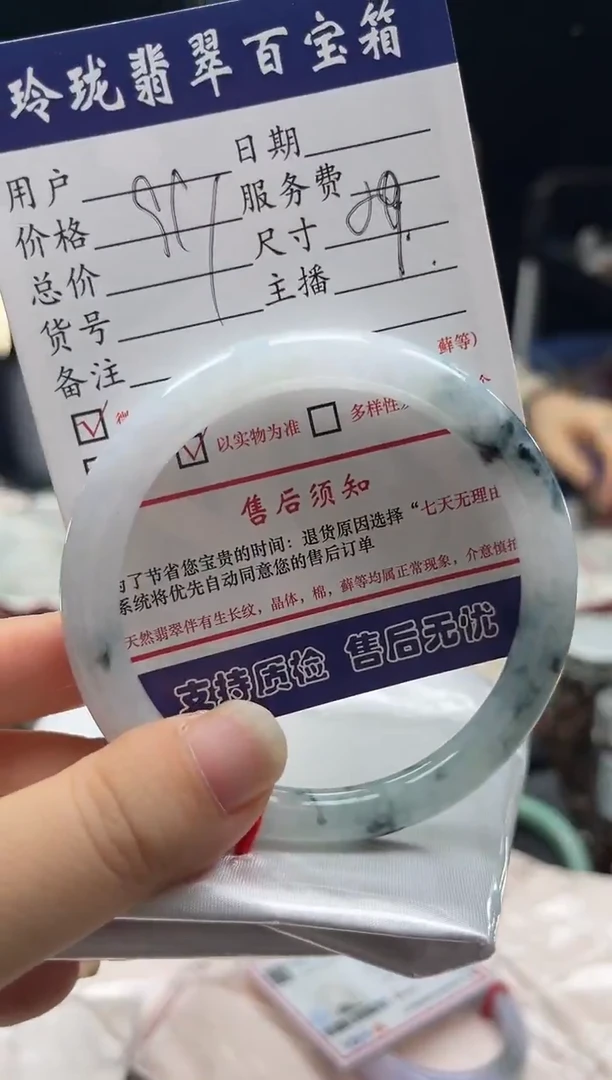 玲珑翡翠百宝箱
用户 日期
价格 服务费
总价 尺寸
货号 主播
备注
藓等)
以实物为准 多样性
售后须知
了节省您宝贵的时间：退货原因选择“七天无理由
系统将优先自动同意您的售后订单
天然翡翠伴有生长纹，晶体，棉，藓等均属正常现象，介意慎拍
支持质检 售后无忧